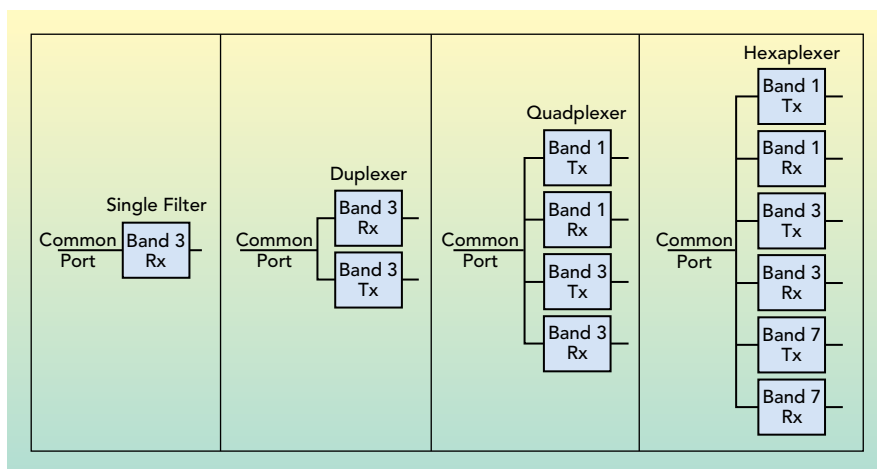 Single Filter
Common
Port
Band 3
Rx
Duplexer
Common
Port
Band 3
Rx
Band 3
Tx
Quadplexer
Common
Port
Band 1
Tx
Band 1
Rx
Band 3
Tx
Band 3
Rx
Hexaplexer
Common
Port
Band 1
Tx
Band 1
Rx
Band 3
Tx
Band 3
Rx
Band 7
Tx
Band 7
Rx